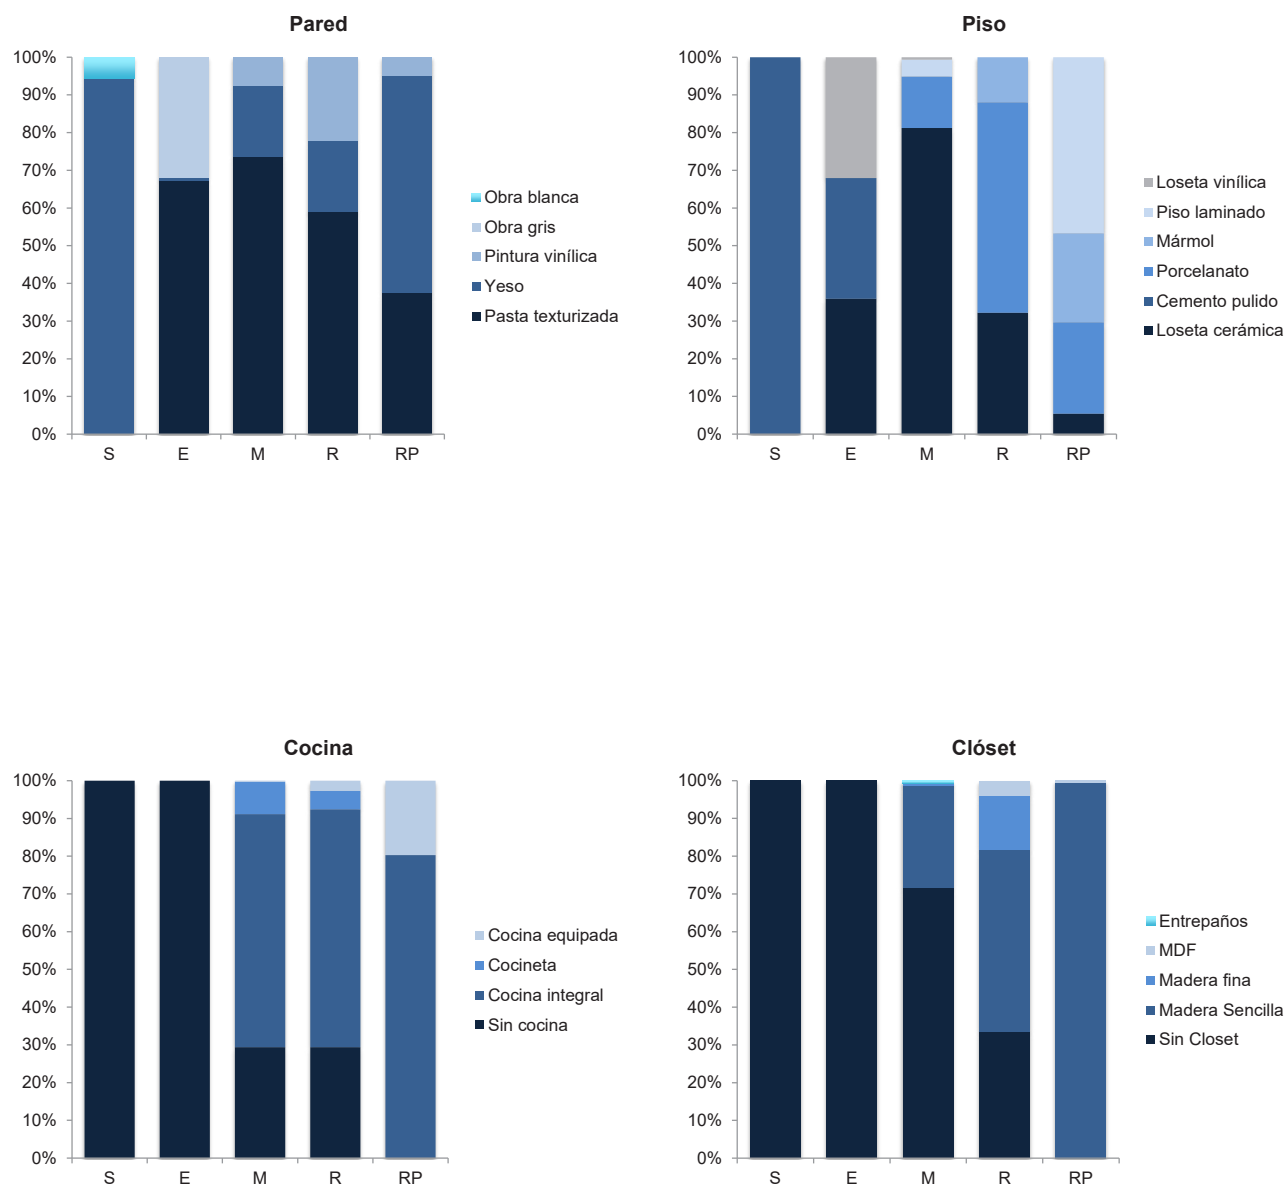 Pared
100%
90%
80%
70%
60%
50%
40%
30%
20%
10%
0%
S E M R RP
Obra blanca
Obra gris
Pintura vinílica
Yeso
Pasta texturizada
Piso
100%
90%
80%
70%
60%
50%
40%
30%
20%
10%
0%
S E M R RP
Loseta vinílica
Piso laminado
Mármol
Porcelanato
Cemento pulido
Loseta cerámica
Cocina
100%
90%
80%
70%
60%
50%
40%
30%
20%
10%
0%
S E M R RP
Cocina equipada
Cocineta
Cocina integral
Sin cocina
Clóset
100%
90%
80%
70%
60%
50%
40%
30%
20%
10%
0%
S E M R RP
Entrepaños
MDF
Madera fina
Madera Sencilla
Sin Closet